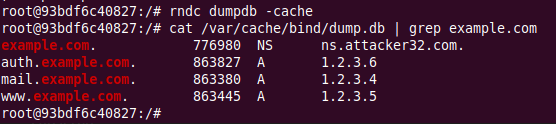 root@93bdf6c40827:/# rndc dumpdb -cache
root@93bdf6c40827:/# cat /var/cache/bind/dump.db | grep example.com
example.com. 776980 NS ns.attacker32.com.
auth.example.com. 863827 A 1.2.3.6
mail.example.com. 863380 A 1.2.3.4
www.example.com. 863445 A 1.2.3.5
root@93bdf6c40827:/#